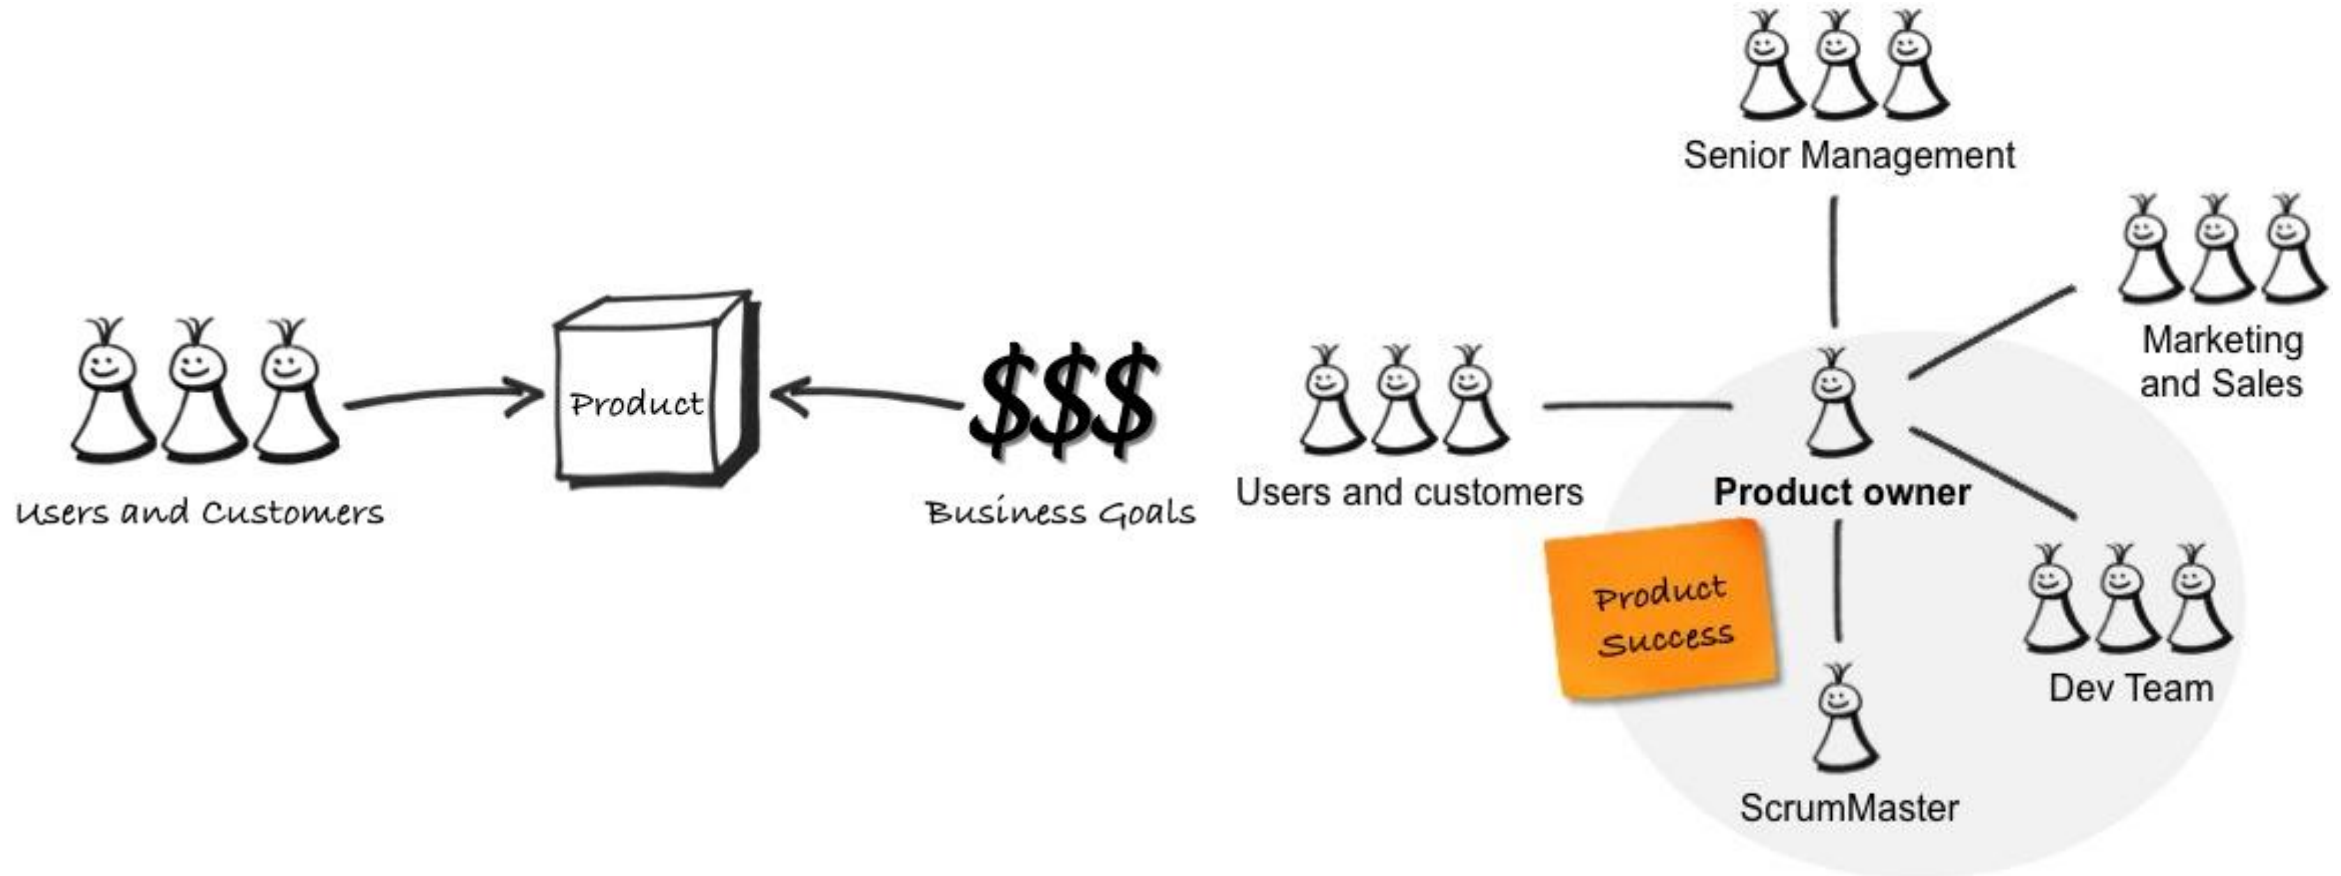 Product
Users and Customers
$$$
Business Goals
Senior Management
Marketing
and Sales
Users and customers
Product owner
Product
Success
Dev Team
ScrumMaster